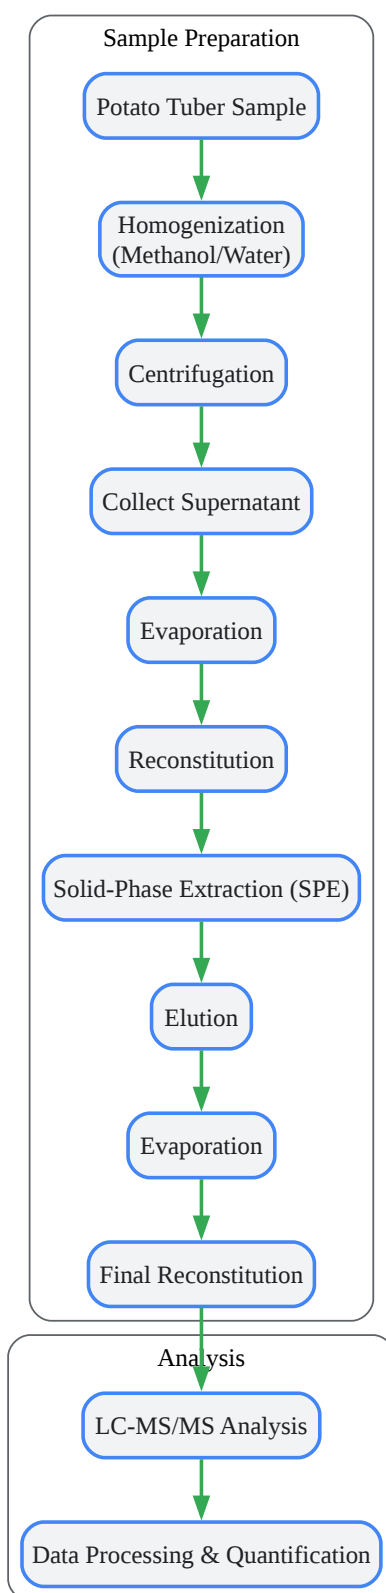 Sample Preparation
Potato Tuber Sample
Homogenization
(Methanol/Water)
Centrifugation
Collect Supernatant
Evaporation
Reconstitution
Solid-Phase Extraction (SPE)
Elution
Evaporation
Final Reconstitution
Analysis
LC-MS/MS Analysis
Data Processing & Quantification